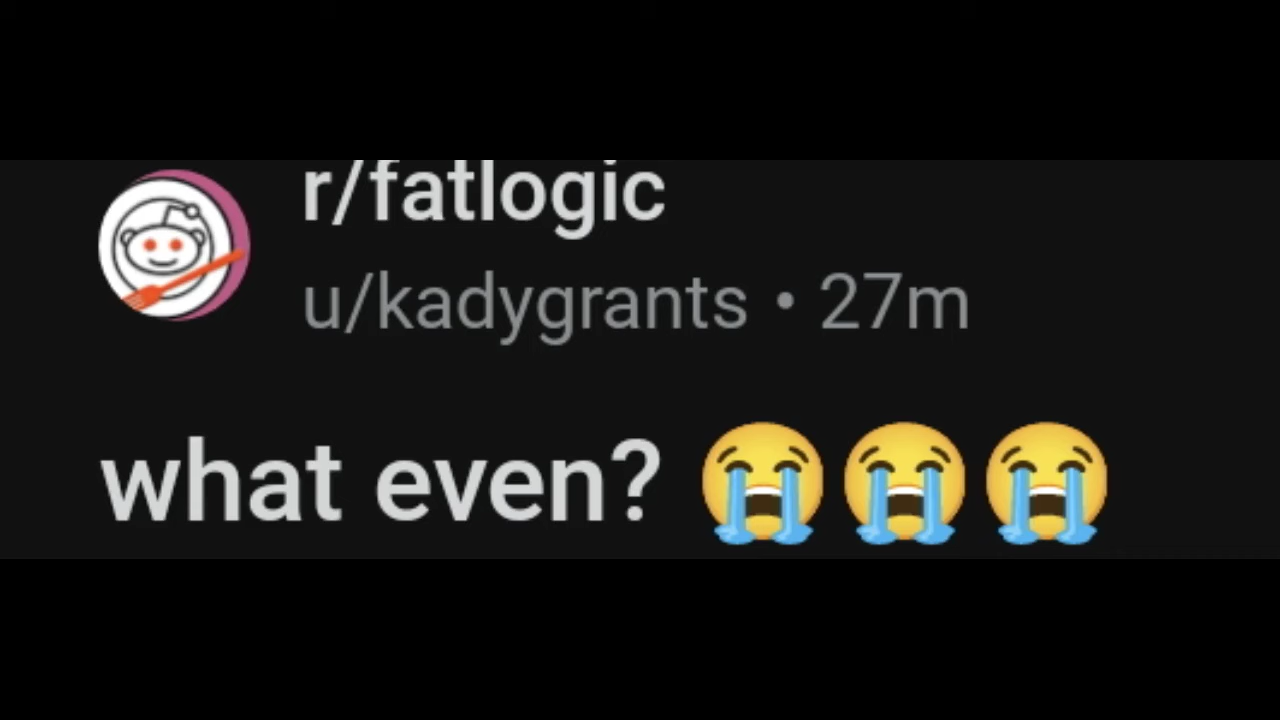 r/fatlogic
u/kadygrants • 27m
what even? 😭😭😭